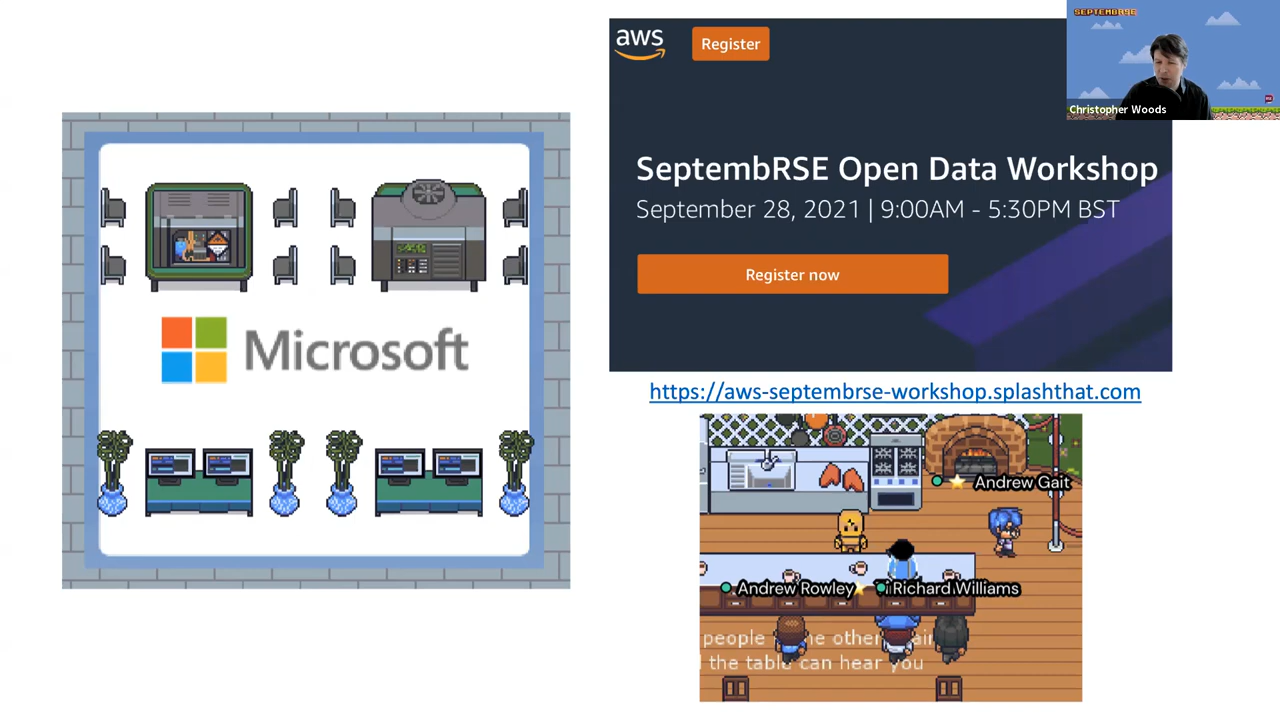 Microsoft
aws
Register
SeptembRSE Open Data Workshop
September 28, 2021 | 9:00AM - 5:30PM BST
Register now
https://aws-septembrse-workshop.splashthat.com
Andrew Gait
Andrew Rowley
Richard Williams
people other
the table can hear you
SEPTEMBRSE
Christopher Woods